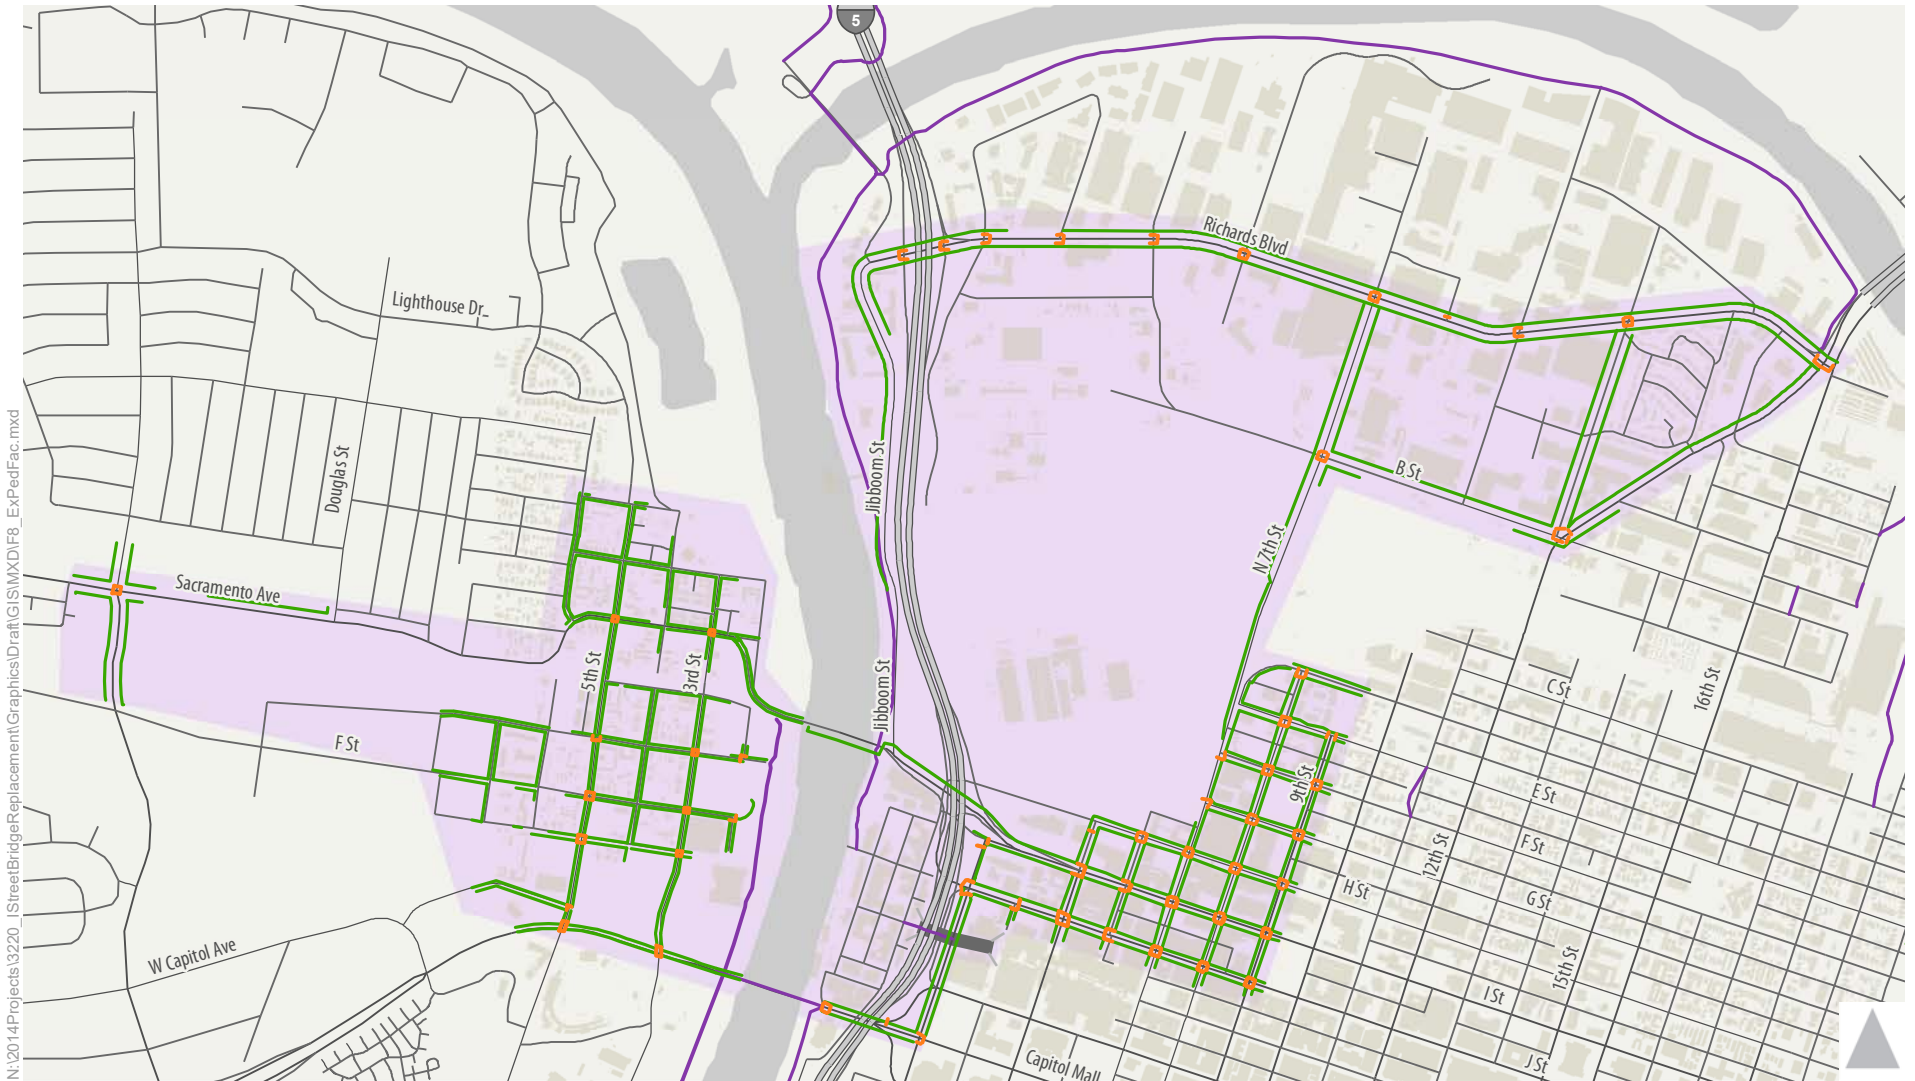 5
Richards Blvd
Lighthouse Dr
Douglas St
Jibboom St
B St
N 7th St
Sacramento Ave
5th St
3rd St
Jibboom St
C St
16th St
F St
9th St
E St
12th St
F St
H St
G St
W Capitol Ave
15th St
I St
J St
Capitol Mall
N:\2014Projects\3220_IStreetBridgeReplacement\Graphics\Draft\GIS\MXD\F8_ExPedFac.mxd